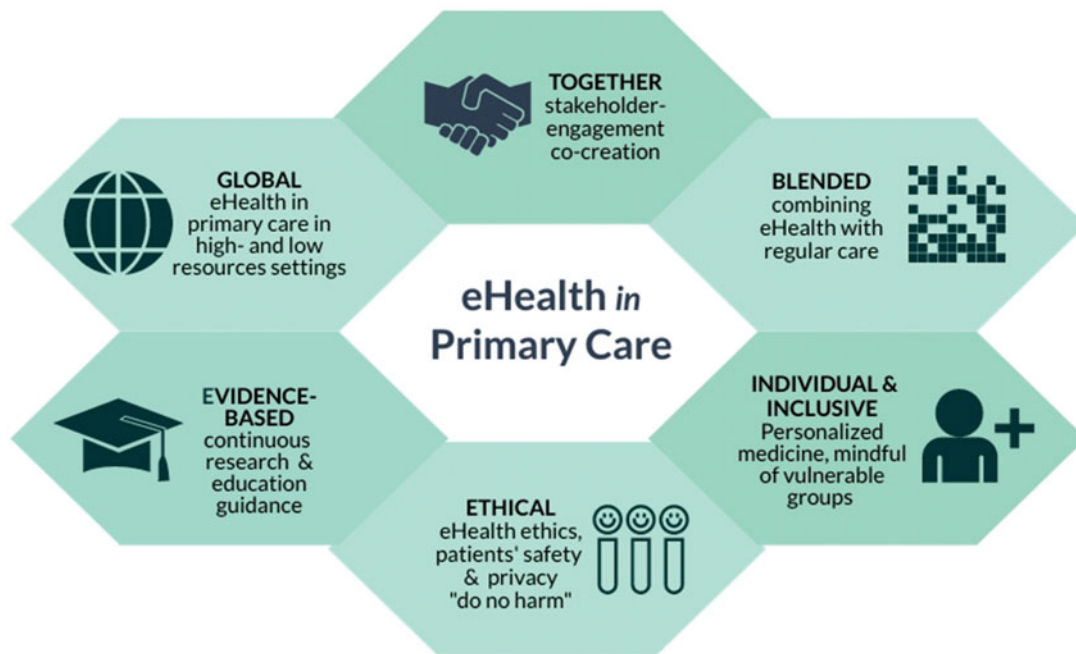 TOGETHER
stakeholder-
engagement
co-creation
GLOBAL
eHealth in
primary care in
high- and low
resources settings
BLENDED
combining
eHealth with
regular care
eHealth in
Primary Care
EVIDENCE-
BASED
continuous
research &
education
guidance
INDIVIDUAL &
INCLUSIVE
Personalized
medicine, mindful
of vulnerable
groups
ETHICAL
eHealth ethics,
patients' safety
& privacy
"do no harm"